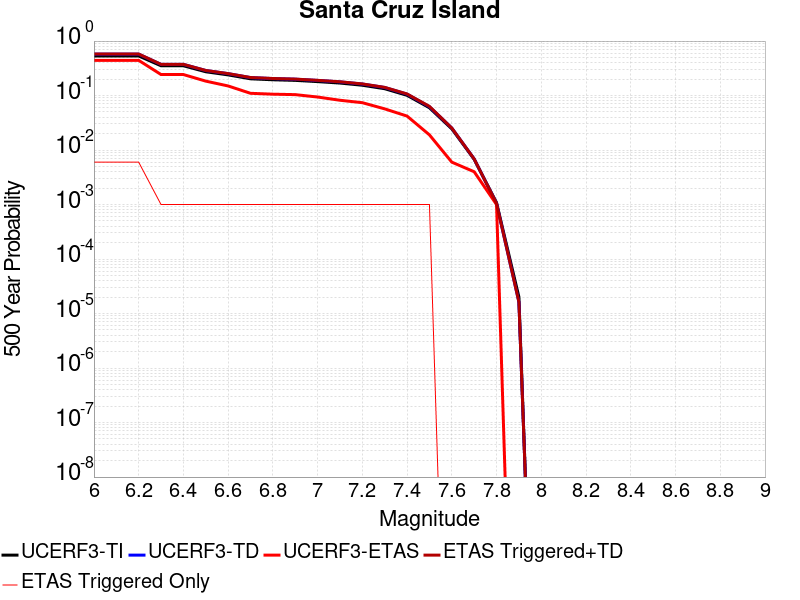 Santa Cruz Island
500 Year Probability
10^0
10^-1
10^-2
10^-3
10^-4
10^-5
10^-6
10^-7
10^-8
6 6.2 6.4 6.6 6.8 7 7.2 7.4 7.6 7.8 8 8.2 8.4 8.6 8.8 9
Magnitude
UCERF3-TI UCERF3-TD UCERF3-ETAS ETAS Triggered+TD
ETAS Triggered Only